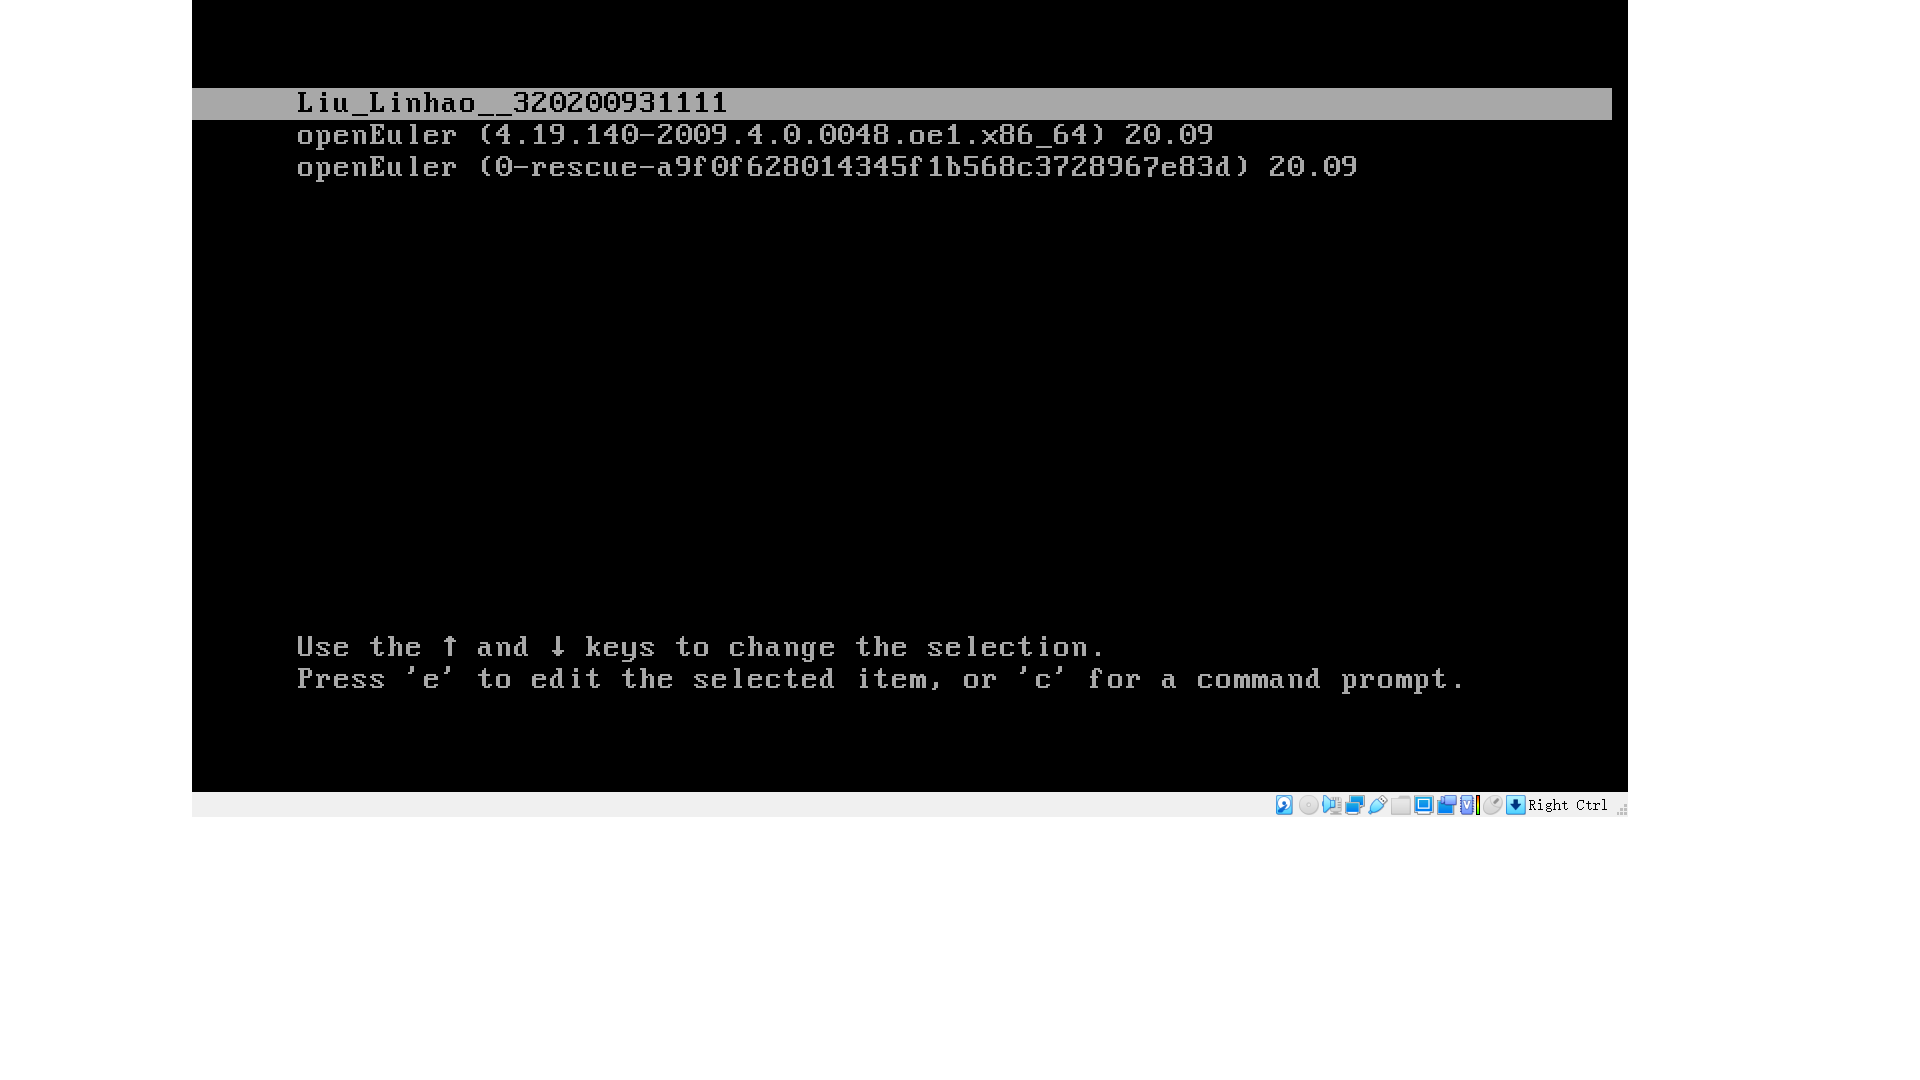 Liu_Linhao__320200931111
openEuler (4.19.140-2009.4.0.0048.oe1.x86_64) 20.09
openEuler (0-rescue-a9f0f628014345f1b568c3728967e83d) 20.09
Use the ↑ and ↓ keys to change the selection.
Press 'e' to edit the selected item, or 'c' for a command prompt.
Right Ctrl